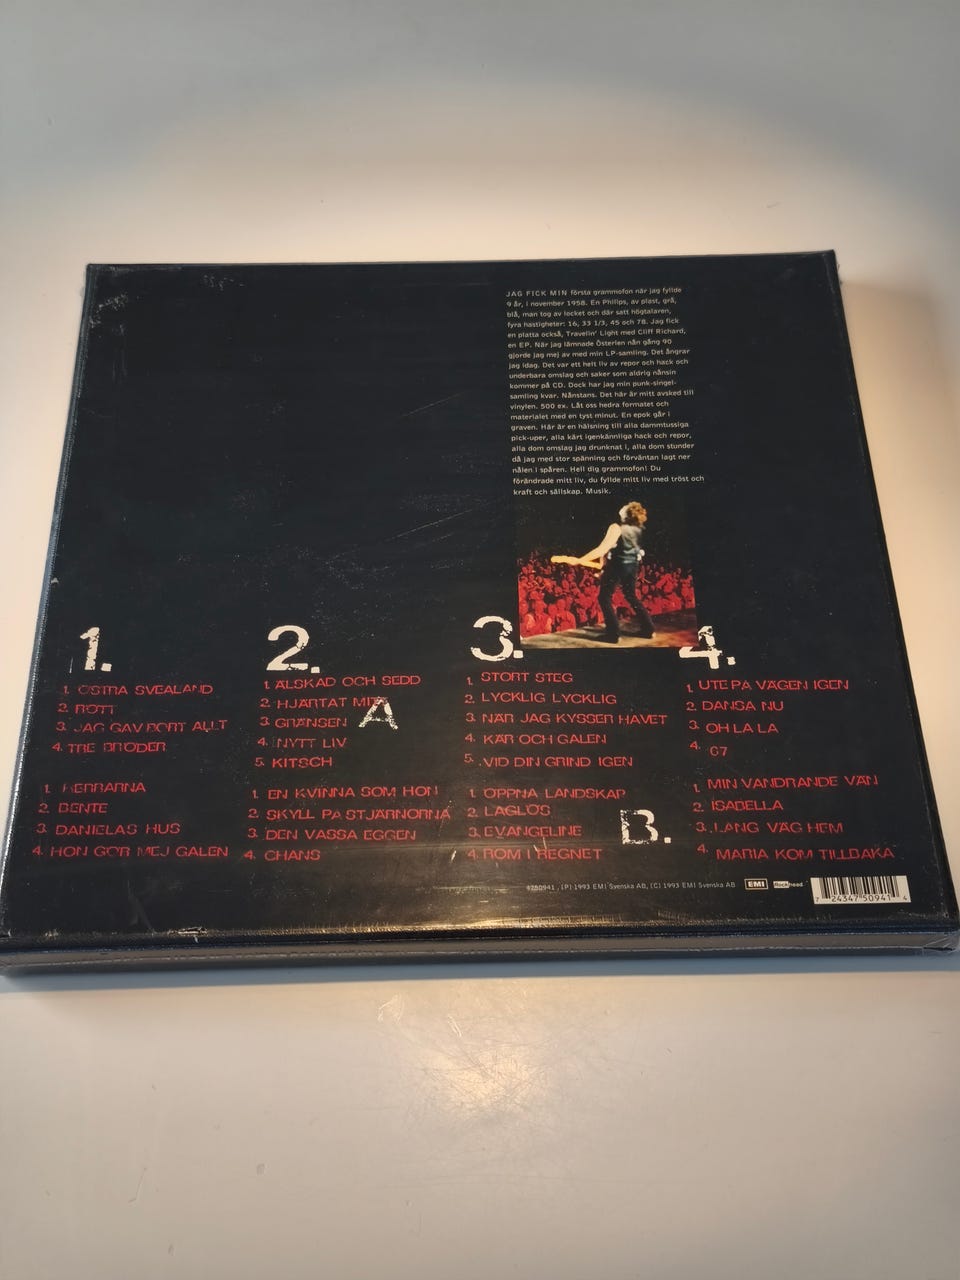 JAG FICK MIN första grammofon när jag fyllde
9 år, i november 1958. En Philips, av plast, grå,
blå, man tog av locket och där satt högtalaren,
fyra hastigheter: 16, 33 1/3, 45 och 78. Jag fick
en platta också, Travelin' Light med Cliff Richard,
en EP. När jag lämnade Österlen nån gång 90
gjorde jag mej av med min LP-samling. Det ångrar
jag idag. Det var ett helt liv av repor och hack och
underbara omslag och saker som aldrig nånsin
kommer på CD. Dock har jag min punk-singel-
samling kvar. Nånstans. Det här är mitt avsked till
vinylen. 500 ex. Låt oss hedra formatet och
materialet med en tyst minut. En epok går i
graven. Här är en hälsning till alla dammtussiga
pick-uper, alla kärt igenkännliga hack och repor,
alla dom omslag jag drunknat i, alla dom stunder
då jag med stor spänning och förväntan lagt ner
nålen i spåren. Hell dig grammofon! Du
förändrade mitt liv, du fyllde mitt liv med tröst och
kraft och sällskap. Musik.
1.
1. ÖSTRA SVEALAND
2. RÖTT
3. JAG GAV BORT ALLT
4. TRE BRÖDER
1. HERRARNA
2. BENTE
3. DANIELAS HUS
4. HON GÖR MEJ GALEN
2.
1. ÄLSKAD OCH SEDD
2. HJÄRTAT MITT
3. GRÄNSEN
4. NYTT LIV
5. KITSCH
A
1. EN KVINNA SOM HON
2. SKYLL PÅ STJÄRNORNA
3. DEN VASSA EGGEN
4. CHANS
3.
1. STORT STEG
2. LYCKLIG LYCKLIG
3. NÄR JAG KYSSER HAVET
4. KÄR OCH GALEN
5. VID DIN GRIND IGEN
1. ÖPPNA LANDSKAP
2. LAGLÖS
3. EVANGELINE
4. ROM I REGNET
B.
4.
1. UTE PÅ VÄGEN IGEN
2. DANSA NU
3. OH LA LA
4. 67
1. MIN VANDRANDE VÄN
2. ISABELLA
3. LÅNG VÄG HEM
4. MARIA KOM TILLBAKA
4750941 (P) 1993 EMI Svenska AB, (C) 1993 EMI Svenska AB EMI Rockhead
7 24347 50941 4